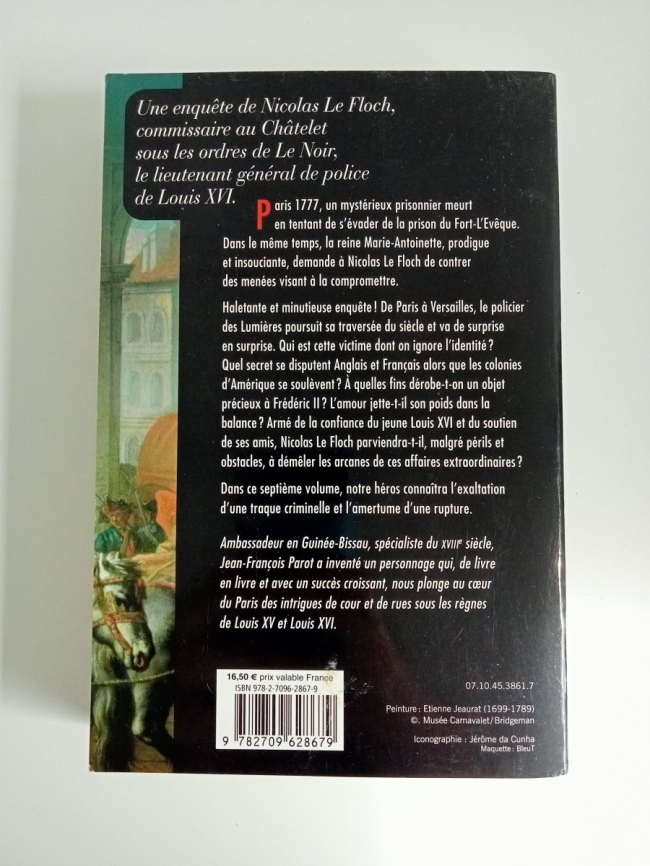 Une enquête de Nicolas Le Floch,
commissaire au Châtelet
sous les ordres de Le Noir,
le lieutenant général de police
de Louis XVI.
Paris 1777, un mystérieux prisonnier meurt
en tentant de s'évader de la prison du Fort-L'Evêque.
Dans le même temps, la reine Marie-Antoinette, prodigue
et insouciante, demande à Nicolas Le Floch de contrer
des menées visant à la compromettre.
Haletante et minutieuse enquête! De Paris à Versailles, le policier
des Lumières poursuit sa traversée du siècle et va de surprise
en surprise. Qui est cette victime dont on ignore l'identité?
Quel secret se disputent Anglais et Français alors que les colonies
d'Amérique se soulèvent? À quelles fins dérobe-t-on un objet
précieux à Frédéric II? L'amour jette-t-il son poids dans la
balance? Armé de la confiance du jeune Louis XVI et du soutien
de ses amis, Nicolas Le Floch parviendra-t-il, malgré périls et
obstacles, à démêler les arcanes de ces affaires extraordinaires?
Dans ce septième volume, notre héros connaîtra l'exaltation
d'une traque criminelle et l'amertume d'une rupture.
Ambassadeur en Guinée-Bissau, spécialiste du XVIIIe siècle,
Jean-François Parot a inventé un personnage qui, de livre
en livre et avec un succès croissant, nous plonge au cœur
du Paris des intrigues de cour et de rues sous les règnes
de Louis XV et Louis XVI.
16,50 € prix valable France
ISBN 978-2-7096-2867-9
9 782709 628679
07.10.45.3861.7
Peinture : Etienne Jeaurat (1699-1789)
©. Musée Carnavalet/Bridgeman
Iconographie : Jérôme da Cunha
Maquette : BleuT